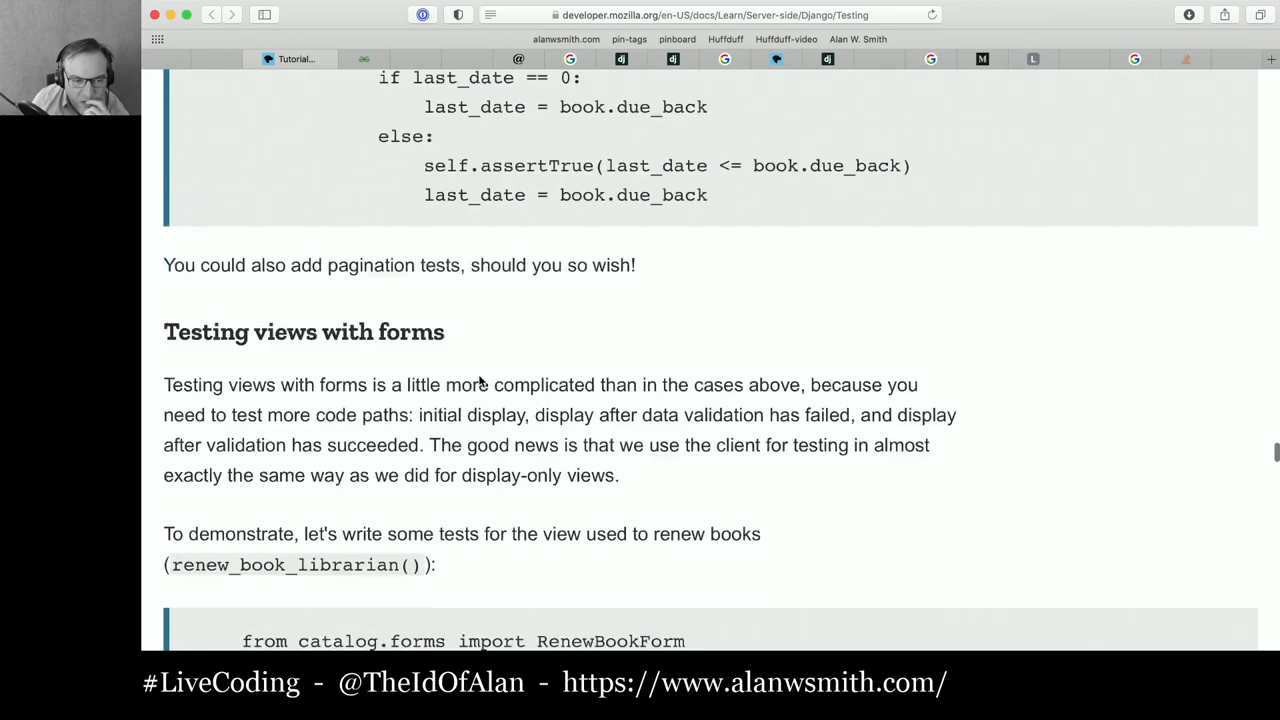 developer.mozilla.org/en-US/docs/Learn/Server-side/Django/Testing
alanwsmith.com pin-tags pinboard Huffduff Huffduff-video Alan W. Smith
Tutorial... @ dj dj dj M L
if last_date == 0:
last_date = book.due_back
else:
self.assertTrue(last_date <= book.due_back)
last_date = book.due_back
You could also add pagination tests, should you so wish!
Testing views with forms
Testing views with forms is a little more complicated than in the cases above, because you
need to test more code paths: initial display, display after data validation has failed, and display
after validation has succeeded. The good news is that we use the client for testing in almost
exactly the same way as we did for display-only views.
To demonstrate, let's write some tests for the view used to renew books
(renew_book_librarian()):
from catalog.forms import RenewBookForm
#LiveCoding - @TheIdOfAlan - https://www.alanwsmith.com/